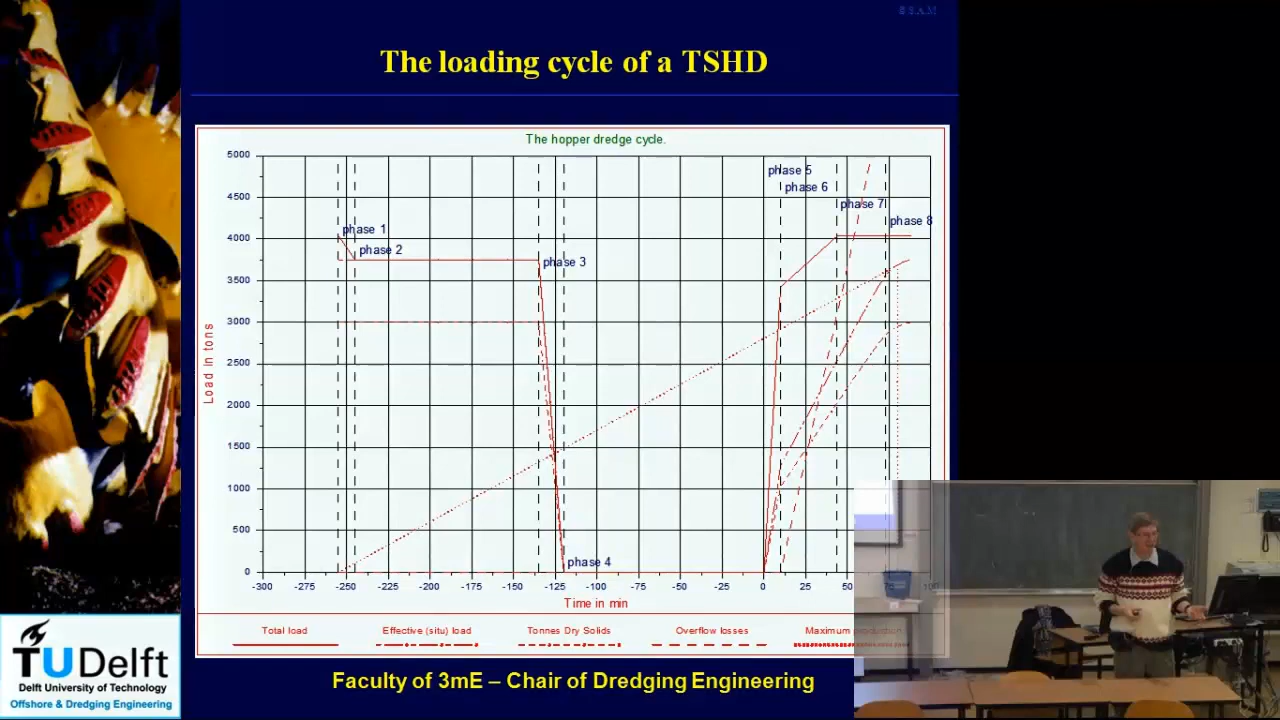 The loading cycle of a TSHD
The hopper dredge cycle.
5000
4500
4000
3500
3000
2500
2000
1500
1000
500
0
Load in tons
phase 1
phase 2
phase 3
phase 4
phase 5
phase 6
phase 7
phase 8
-300 -275 -250 -225 -200 -175 -150 -125 -100 -75 -50 -25 0 25 50 75 100
Time in min
Total load Effective (situ) load Tonnes Dry Solids Overflow losses Maximum production
TU Delft
Delft University of Technology
Offshore & Dredging Engineering
Faculty of 3mE – Chair of Dredging Engineering